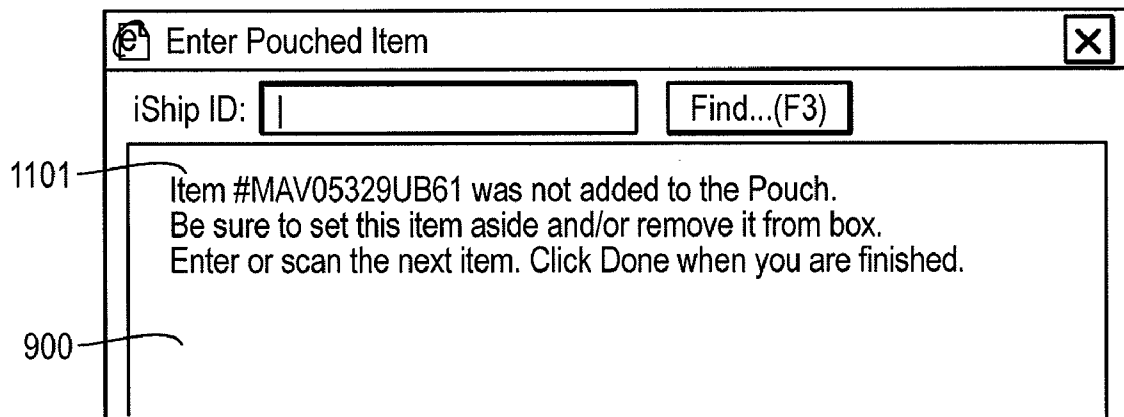 Enter Pouched Item
iShip ID: Find...(F3)
1101
Item #MAV05329UB61 was not added to the Pouch.
Be sure to set this item aside and/or remove it from box.
Enter or scan the next item. Click Done when you are finished.
900